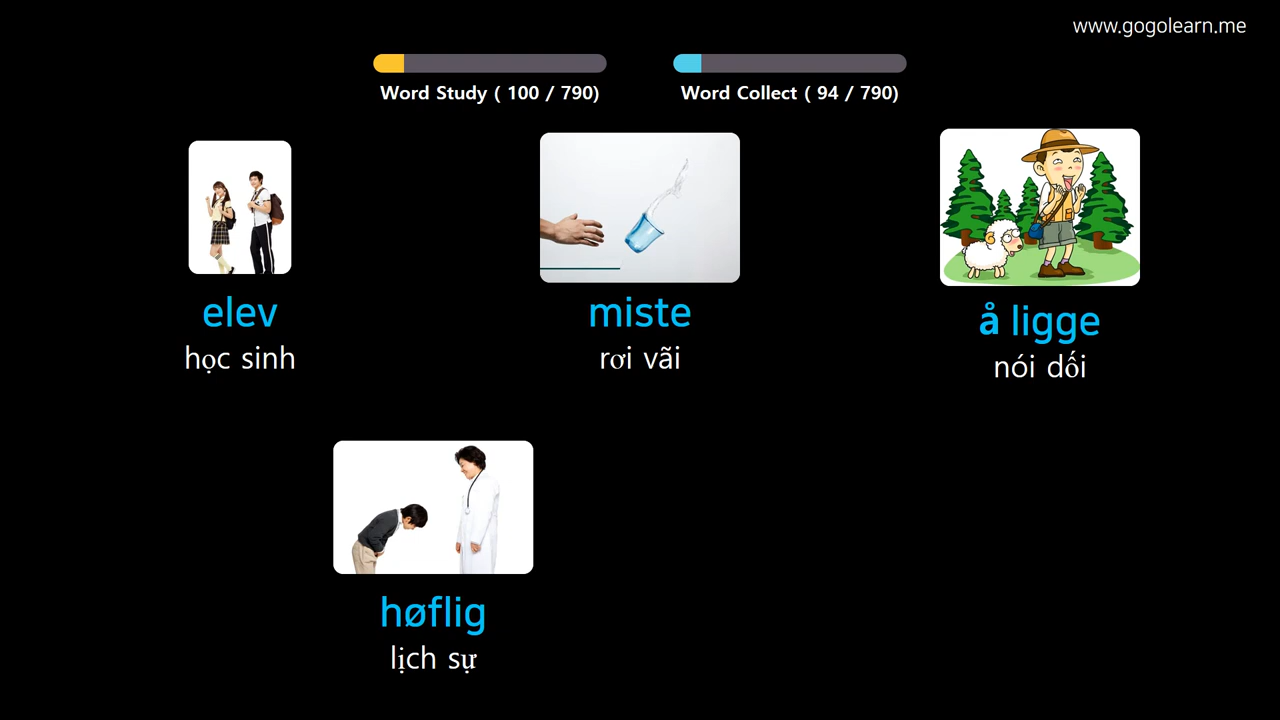 www.gogolearn.me
Word Study ( 100 / 790)
Word Collect ( 94 / 790)
elev
học sinh
miste
rơi vãi
å ligge
nói dối
høflig
lịch sự